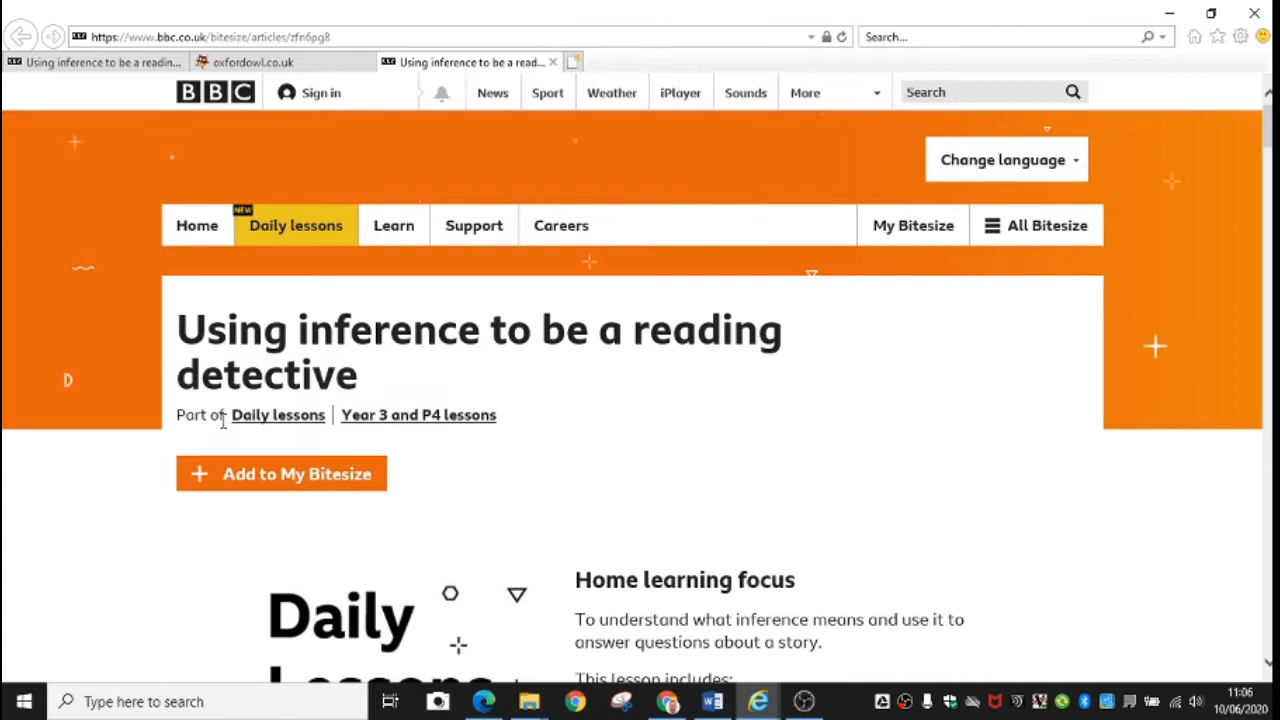 https://www.bbc.co.uk/bitesize/articles/zfn6pg8
Search...
Using inference to be a readin...
oxfordowl.co.uk
Using inference to be a read...
BBC
Sign in
News
Sport
Weather
iPlayer
Sounds
More
Search
Change language
Home
NEW
Daily lessons
Learn
Support
Careers
My Bitesize
All Bitesize
Using inference to be a reading
detective
Part of Daily lessons | Year 3 and P4 lessons
+ Add to My Bitesize
Daily
Lessons
Home learning focus
To understand what inference means and use it to
answer questions about a story.
This lesson includes:
Type here to search
11:06
10/06/2020